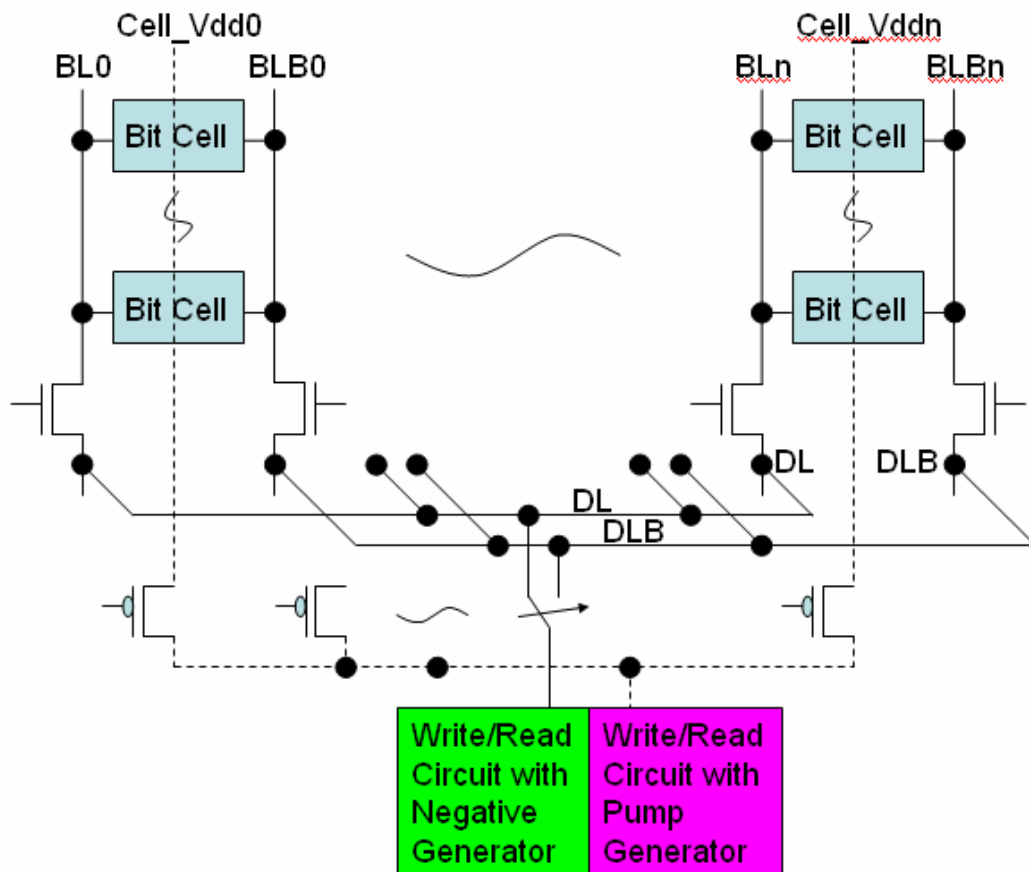 Cell_Vdd0
Cell_Vddn
BL0
BLB0
BLn
BLBn
Bit Cell
Bit Cell
Bit Cell
Bit Cell
DL
DLB
DL
DLB
Write/Read
Circuit with
Negative
Generator
Write/Read
Circuit with
Pump
Generator